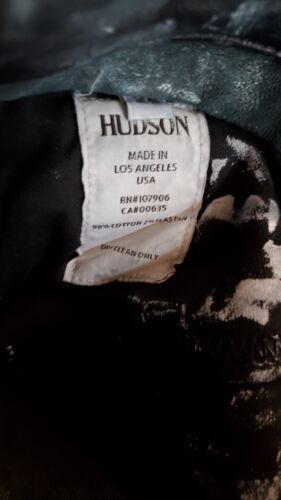 HUDSON
MADE IN
LOS ANGELES
USA
RN#107906
CA#00635
98% COTTON 2% ELASTAN
DRY CLEAN ONLY